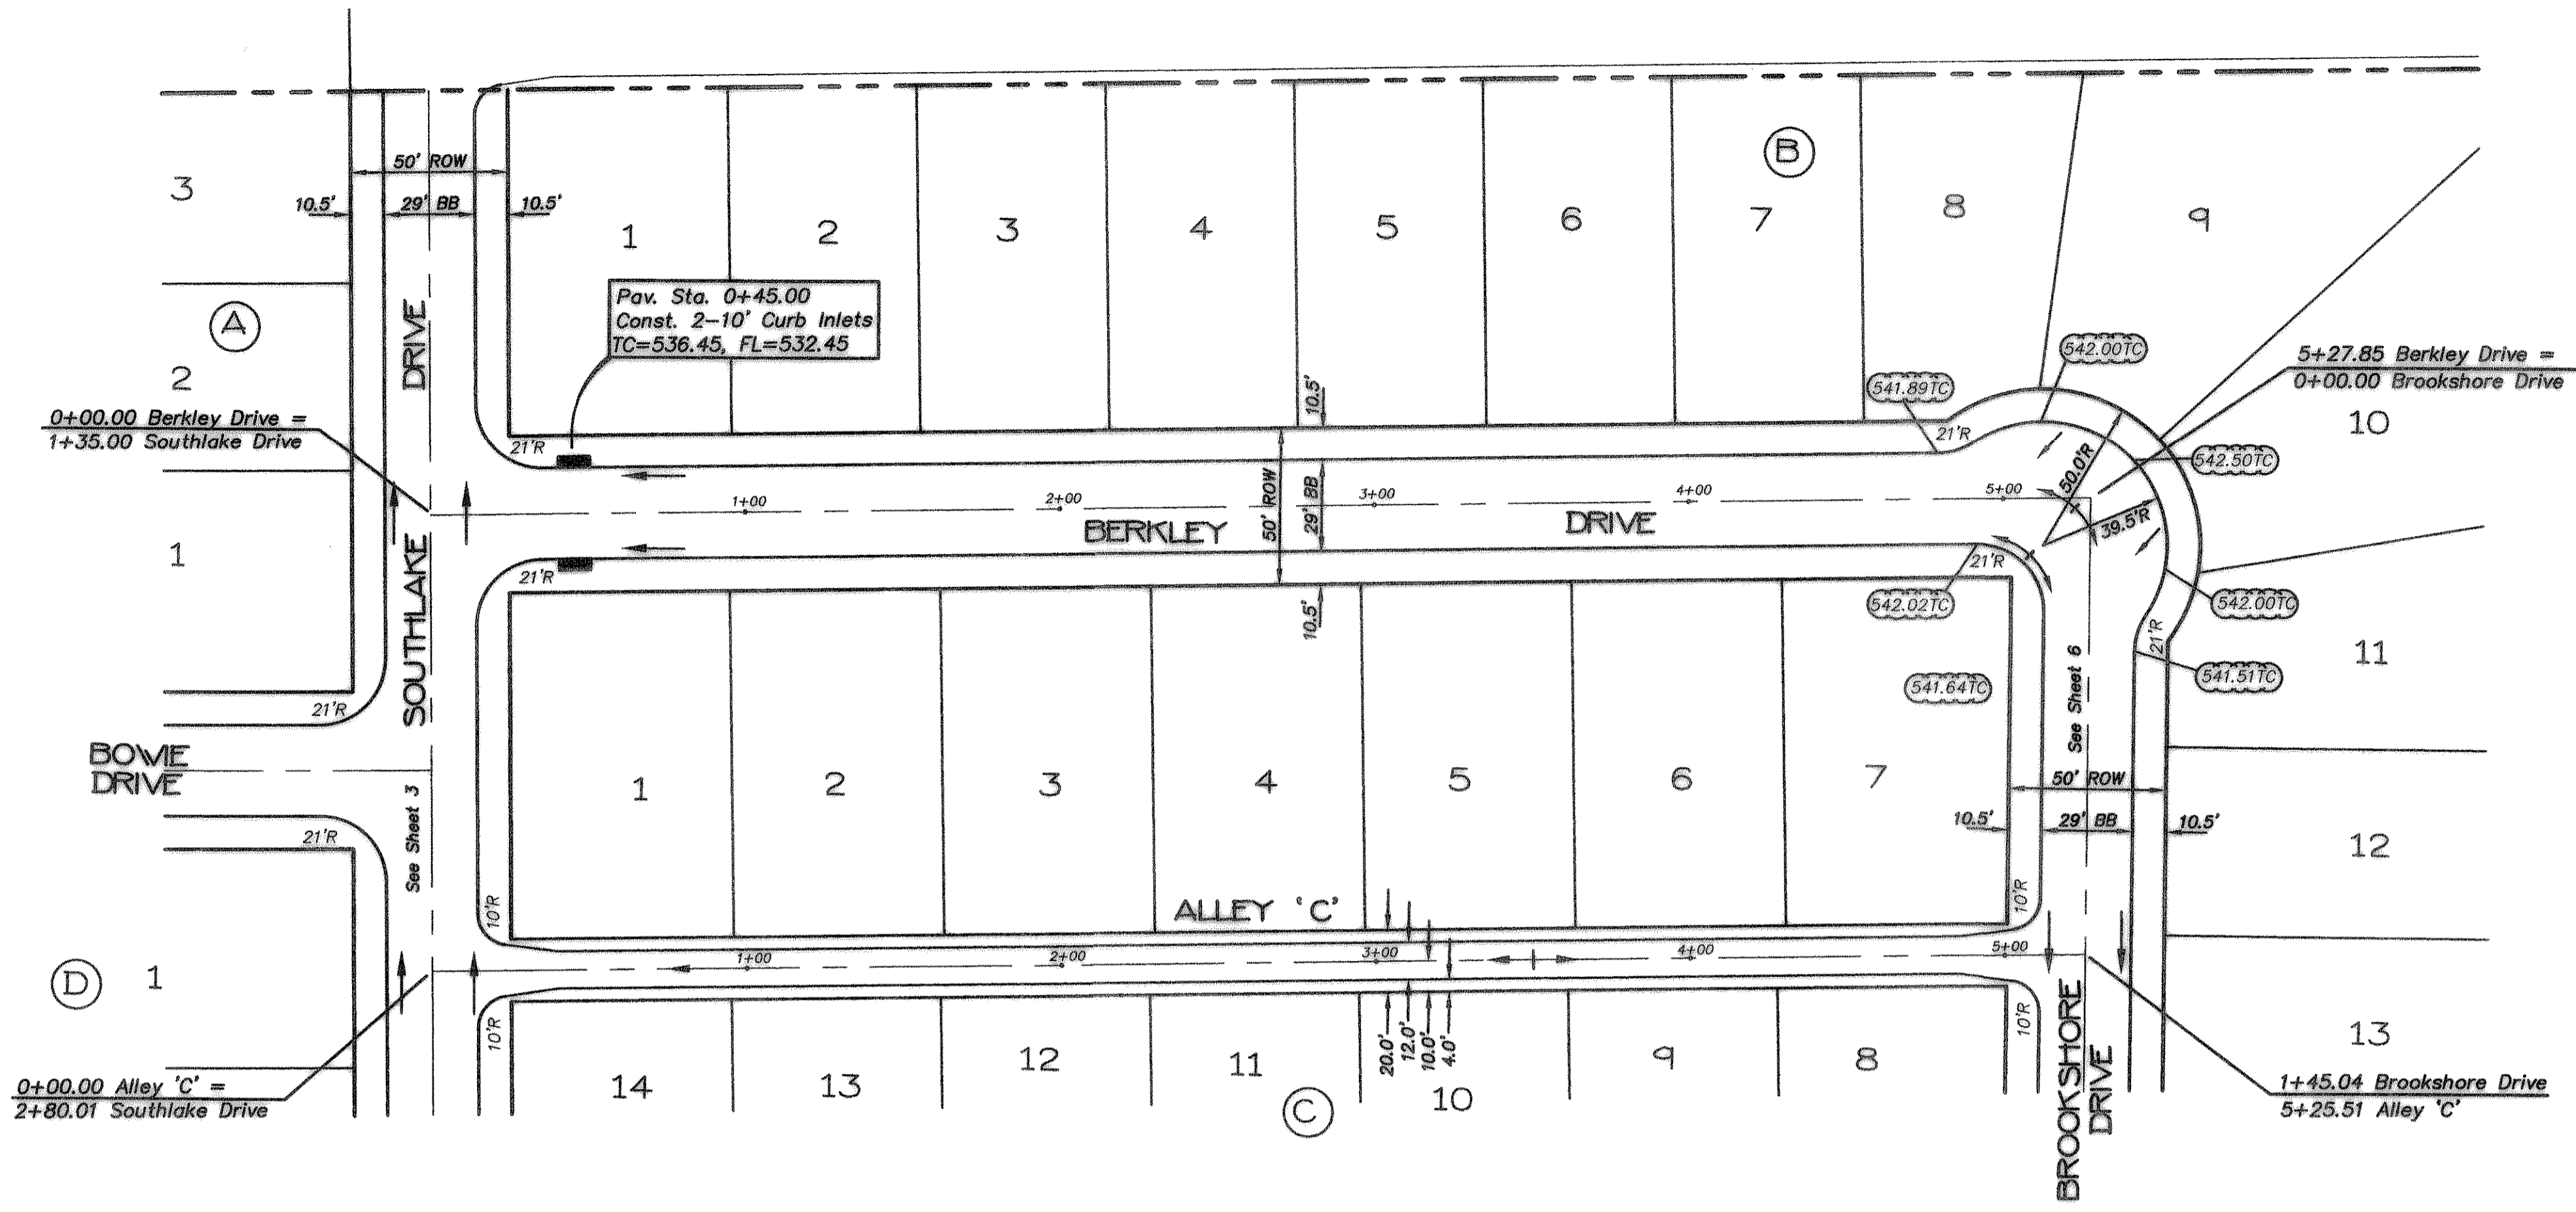 50' ROW
10.5'
29' BB
10.5'
3
A
2
1
DRIVE
SOUTHLAKE
0+00.00 Berkley Drive =
1+35.00 Southlake Drive
Pav. Sta. 0+45.00
Const. 2-10' Curb Inlets
TC=536.45, FL=532.45
1
2
3
4
5
6
7
8
9
B
10
11
12
13
21'R
21'R
10.5'
50' ROW
29' BB
10.5'
1+00
2+00
3+00
4+00
5+00
BERKLEY
DRIVE
541.89TC
542.00TC
21'R
50.0'R
39.5'R
542.50TC
5+27.85 Berkley Drive =
0+00.00 Brookshore Drive
21'R
542.02TC
542.00TC
21'R
541.51TC
541.64TC
See Sheet 6
50' ROW
10.5'
29' BB
10.5'
21'R
BOWIE
DRIVE
21'R
See Sheet 3
1
2
3
4
5
6
7
10'R
10'R
ALLEY 'C'
1+00
2+00
3+00
4+00
5+00
20.0'
12.0'
10.0'
4.0'
10'R
10'R
D
1
14
13
12
11
10
9
8
C
0+00.00 Alley 'C' =
2+80.01 Southlake Drive
BROOKSHORE
DRIVE
1+45.04 Brookshore Drive
5+25.51 Alley 'C'